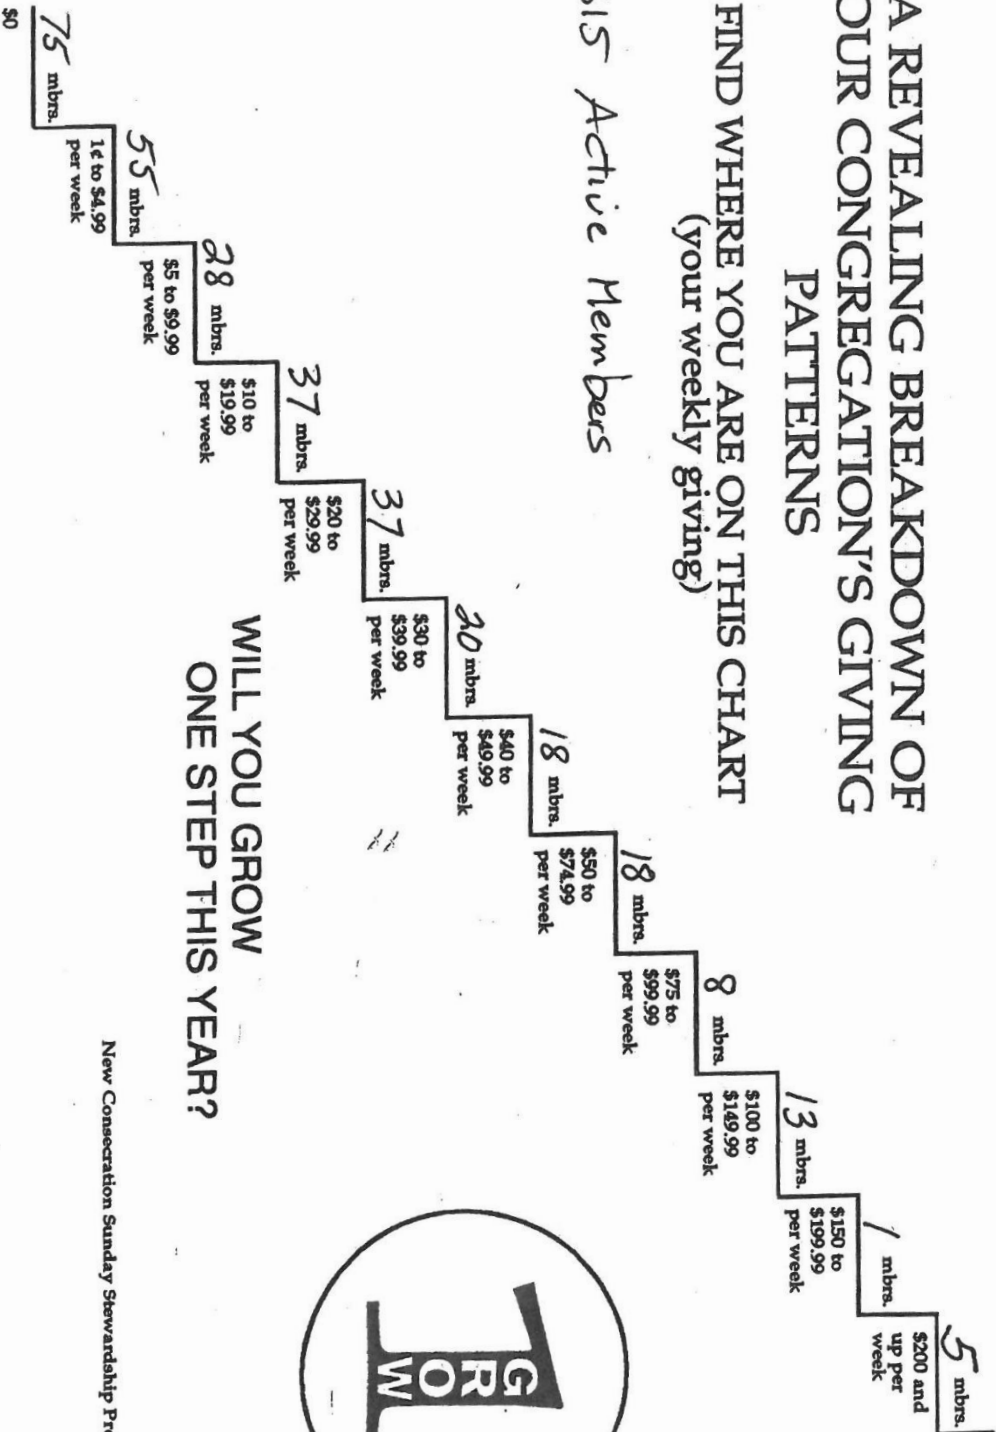 A REVEALING BREAKDOWN OF
OUR CONGREGATION'S GIVING
PATTERNS
FIND WHERE YOU ARE ON THIS CHART
(your weekly giving)
315 Active Members
75 mbrs.
$0
55 mbrs.
1¢ to $4.99
per week
28 mbrs.
$5 to $9.99
per week
37 mbrs.
$10 to
$19.99
per week
37 mbrs.
$20 to
$29.99
per week
20 mbrs.
$30 to
$39.99
per week
18 mbrs.
$40 to
$49.99
per week
18 mbrs.
$50 to
$74.99
per week
8 mbrs.
$75 to
$99.99
per week
13 mbrs.
$100 to
$149.99
per week
1 mbrs.
$150 to
$199.99
per week
5 mbrs.
$200 and
up per
week
WILL YOU GROW
ONE STEP THIS YEAR?
GROW
1
New Consecration Sunday Stewardship